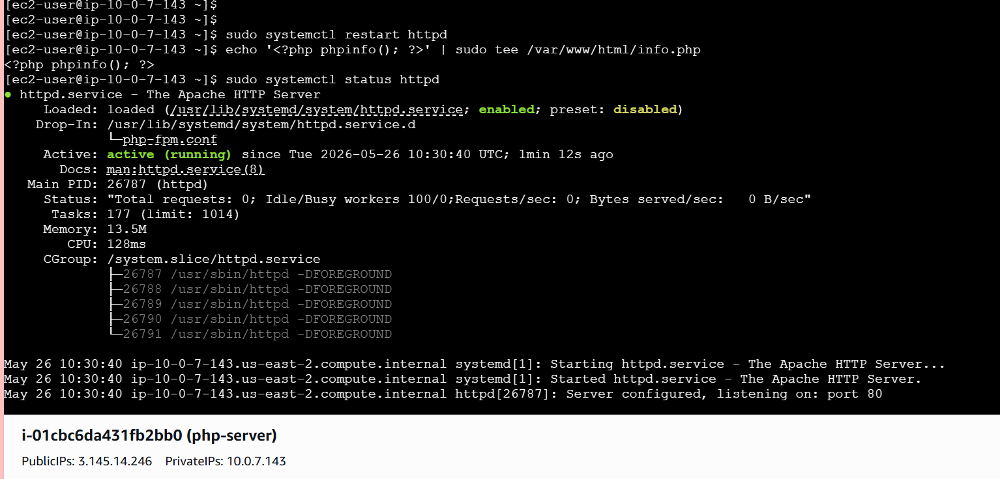 [ec2-user@ip-10-0-7-143 ~]$
[ec2-user@ip-10-0-7-143 ~]$
[ec2-user@ip-10-0-7-143 ~]$ sudo systemctl restart httpd
[ec2-user@ip-10-0-7-143 ~]$ echo '<?php phpinfo(); ?>' | sudo tee /var/www/html/info.php
<?php phpinfo(); ?>
[ec2-user@ip-10-0-7-143 ~]$ sudo systemctl status httpd
● httpd.service - The Apache HTTP Server
     Loaded: loaded (/usr/lib/systemd/system/httpd.service; enabled; preset: disabled)
    Drop-In: /usr/lib/systemd/system/httpd.service.d
             └─php-fpm.conf
     Active: active (running) since Tue 2026-05-26 10:30:40 UTC; 1min 12s ago
       Docs: man:httpd.service(8)
   Main PID: 26787 (httpd)
     Status: "Total requests: 0; Idle/Busy workers 100/0;Requests/sec: 0; Bytes served/sec:   0 B/sec"
      Tasks: 177 (limit: 1014)
     Memory: 13.5M
        CPU: 128ms
     CGroup: /system.slice/httpd.service
             ├─26787 /usr/sbin/httpd -DFOREGROUND
             ├─26788 /usr/sbin/httpd -DFOREGROUND
             ├─26789 /usr/sbin/httpd -DFOREGROUND
             ├─26790 /usr/sbin/httpd -DFOREGROUND
             └─26791 /usr/sbin/httpd -DFOREGROUND
May 26 10:30:40 ip-10-0-7-143.us-east-2.compute.internal systemd[1]: Starting httpd.service - The Apache HTTP Server...
May 26 10:30:40 ip-10-0-7-143.us-east-2.compute.internal systemd[1]: Started httpd.service - The Apache HTTP Server.
May 26 10:30:40 ip-10-0-7-143.us-east-2.compute.internal httpd[26787]: Server configured, listening on: port 80
i-01cbc6da431fb2bb0 (php-server)
PublicIPs: 3.145.14.246    PrivateIPs: 10.0.7.143